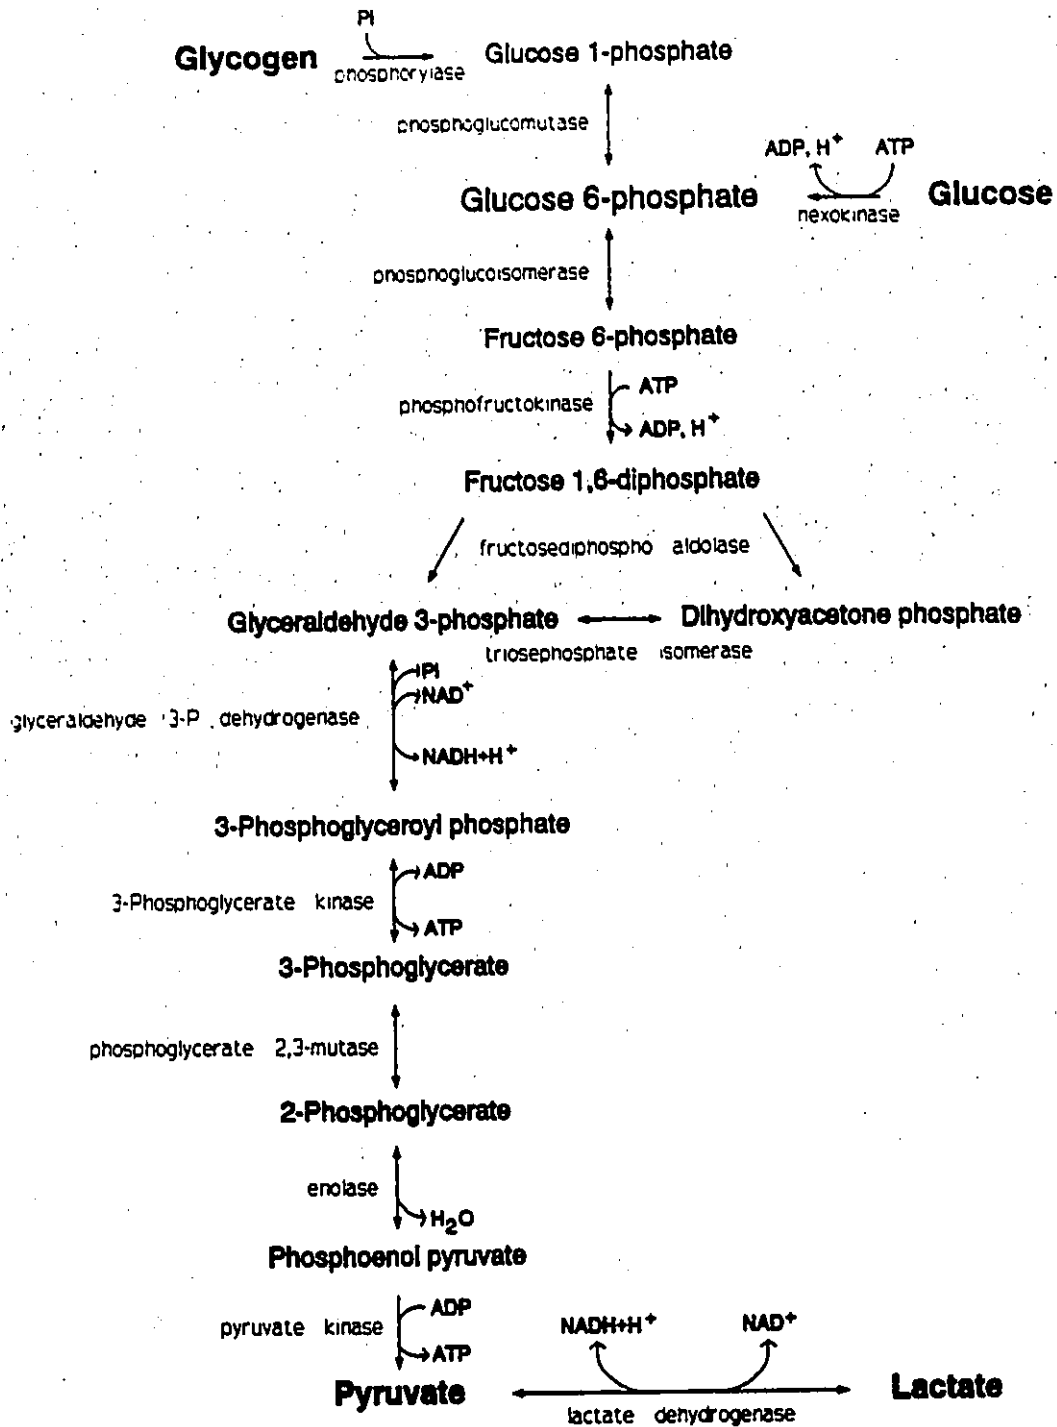 Pi
Glycogen
Glucose 1-phosphate
phosphorylase
phosphoglucomutase
ADP, H+
ATP
Glucose 6-phosphate
Glucose
hexokinase
phosphoglucoisomerase
Fructose 6-phosphate
ATP
phosphofructokinase
ADP, H+
Fructose 1,6-diphosphate
fructosediphospho aldolase
Glyceraldehyde 3-phosphate
Dihydroxyacetone phosphate
triosephosphate isomerase
Pi
NAD+
glyceraldehyde 3-P dehydrogenase
NADH+H+
3-Phosphoglyceroyl phosphate
ADP
3-Phosphoglycerate kinase
ATP
3-Phosphoglycerate
phosphoglycerate 2,3-mutase
2-Phosphoglycerate
enolase
H2O
Phosphoenol pyruvate
ADP
pyruvate kinase
ATP
NADH+H+
NAD+
Pyruvate
Lactate
lactate dehydrogenase